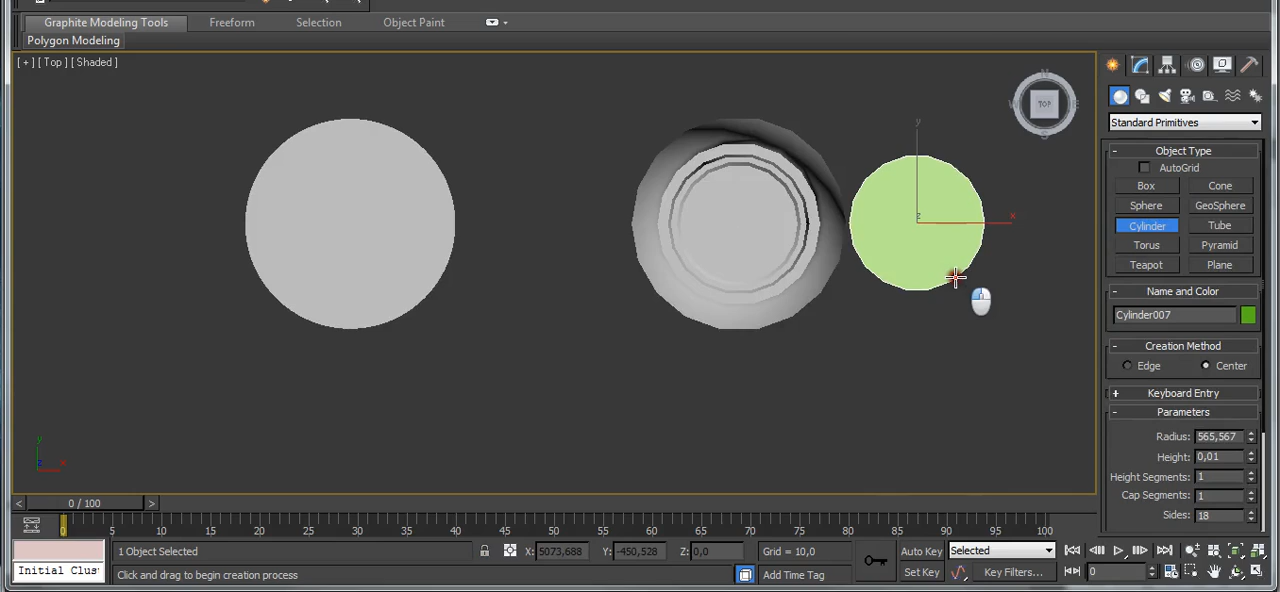 Graphite Modeling Tools Freeform Selection Object Paint
Polygon Modeling
[ + ] [ Top ] [ Shaded ]
TOP
Standard Primitives
- Object Type
AutoGrid
Box Cone
Sphere GeoSphere
Cylinder Tube
Torus Pyramid
Teapot Plane
- Name and Color
Cylinder007
- Creation Method
Edge Center
+ Keyboard Entry
- Parameters
Radius: 565,567
Height: 0,01
Height Segments: 1
Cap Segments: 1
Sides: 18
y
z
x
y
x
< 0 / 100 >
0 5 10 15 20 25 30 35 40 45 50 55 60 65 70 75 80 85 90 95 100
1 Object Selected X: 5073,688 Y: -450,528 Z: 0,0 Grid = 10,0 Auto Key Selected
Initial Clus Click and drag to begin creation process Add Time Tag Set Key Key Filters... 0